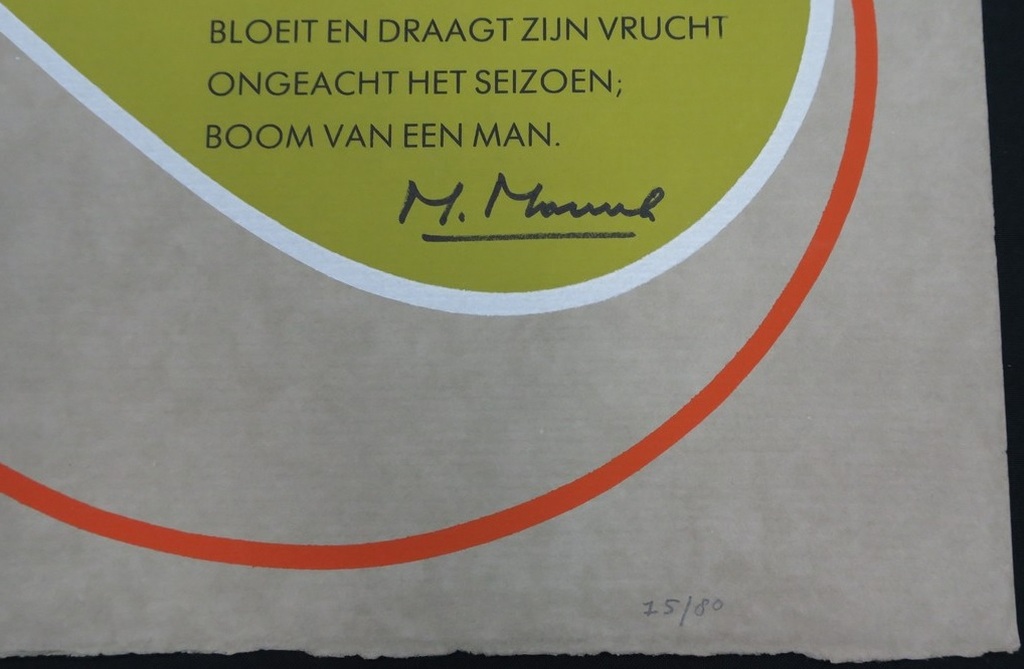 BLOEIT EN DRAAGT ZIJN VRUCHT
ONGEACHT HET SEIZOEN;
BOOM VAN EEN MAN.
M.
15/80